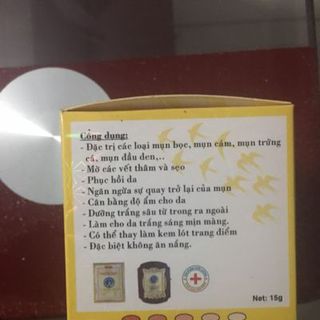 Công dụng:
- Đặc trị các loại mụn bọc, mụn cám, mụn trứng
cá, mụn đầu đen,...
- Mờ các vết thâm và sẹo
- Phục hồi da
- Ngăn ngừa sự quay trở lại của mụn
- Cân bằng độ ẩm cho da
- Dưỡng trắng sâu từ trong ra ngoài
- Làm cho da trắng sáng mịn màng.
- Có thể thay làm kem lót trang điểm
- Đặc biệt không ăn nắng.
Net: 15g